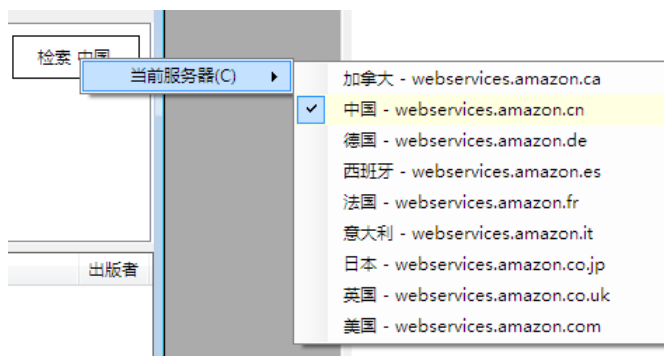 检索 中国
当前服务器(C)
加拿大 - webservices.amazon.ca
中国 - webservices.amazon.cn
德国 - webservices.amazon.de
西班牙 - webservices.amazon.es
法国 - webservices.amazon.fr
意大利 - webservices.amazon.it
日本 - webservices.amazon.co.jp
英国 - webservices.amazon.co.uk
美国 - webservices.amazon.com
出版者